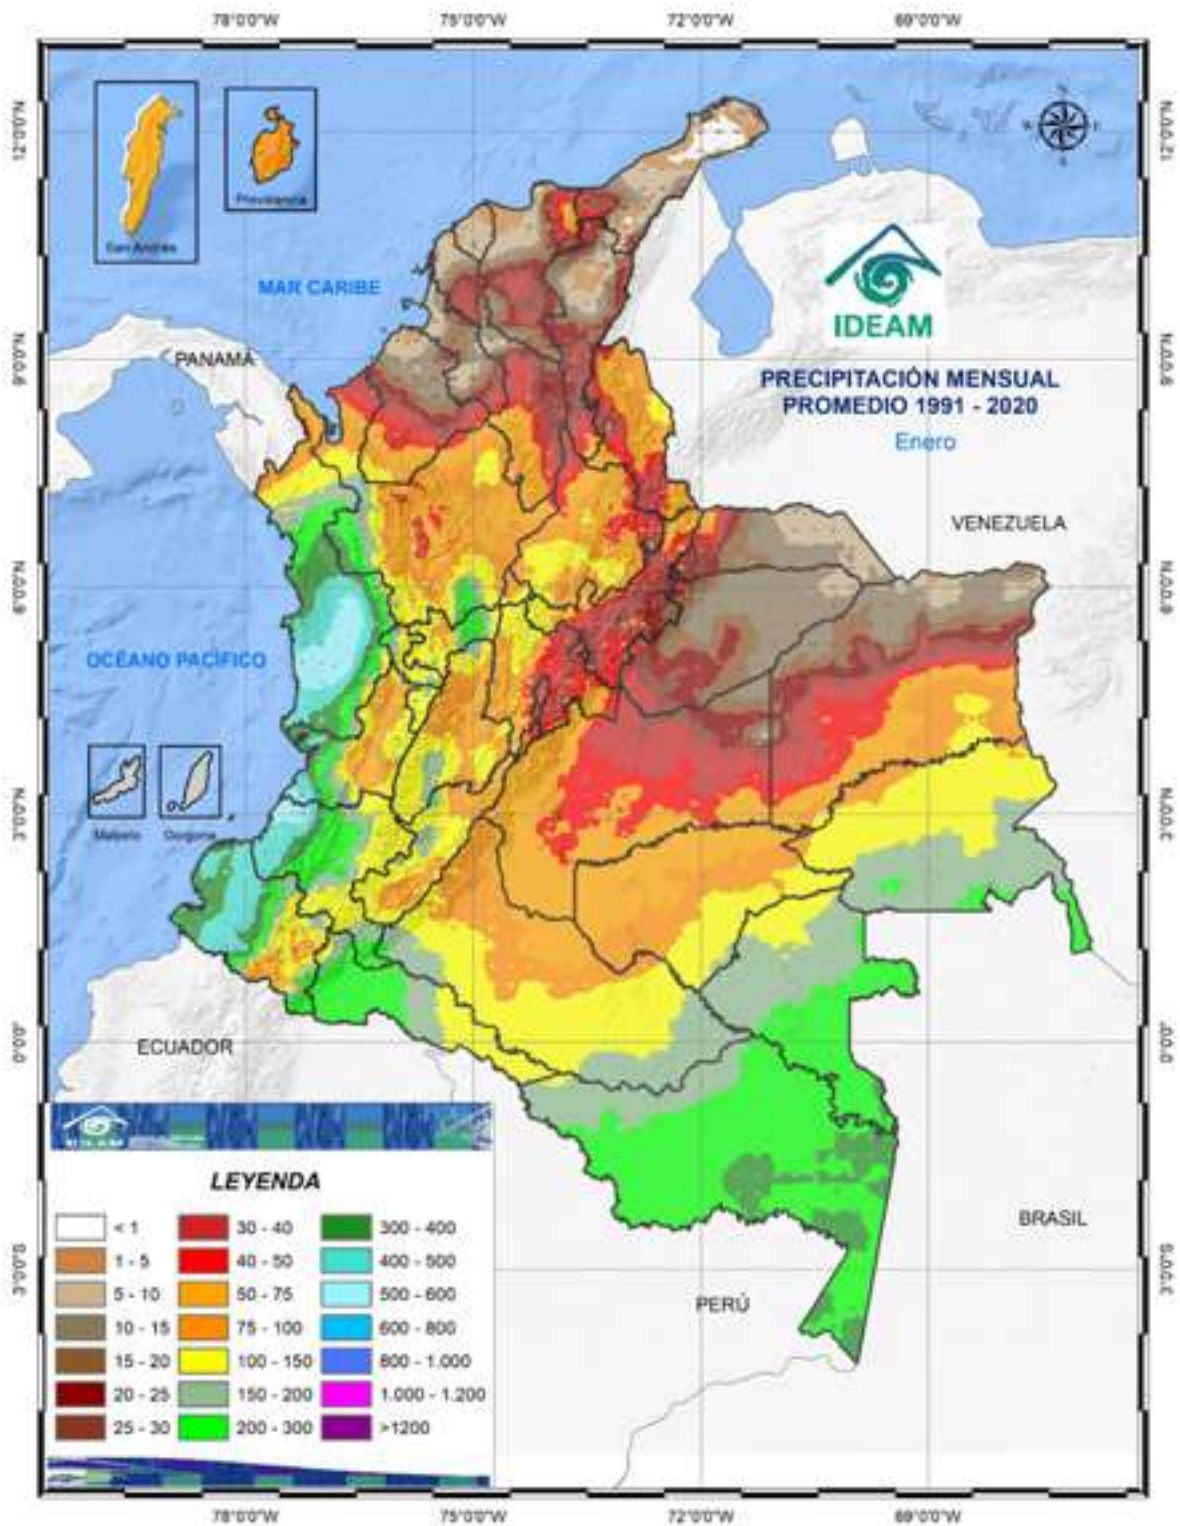 78°0'0"W 75°0'0"W 72°0'0"W 69°0'0"W
12°0'0"N 12°0'0"N
San Andrés
Providencia
MAR CARIBE
IDEAM
PANAMÁ
9°0'0"N 9°0'0"N
PRECIPITACIÓN MENSUAL
PROMEDIO 1991 - 2020
Enero
VENEZUELA
6°0'0"N 6°0'0"N
OCÉANO PACÍFICO
3°0'0"N 3°0'0"N
Malpelo Gorgona
ECUADOR
0°0'0" 0°0'0"
IDEAM
LEYENDA
< 1 30 - 40 300 - 400
1 - 5 40 - 50 400 - 500
5 - 10 50 - 75 500 - 600
10 - 15 75 - 100 600 - 800
15 - 20 100 - 150 800 - 1.000
20 - 25 150 - 200 1.000 - 1.200
25 - 30 200 - 300 >1200
BRASIL
3°0'0"S 3°0'0"S
PERÚ
78°0'0"W 75°0'0"W 72°0'0"W 69°0'0"W